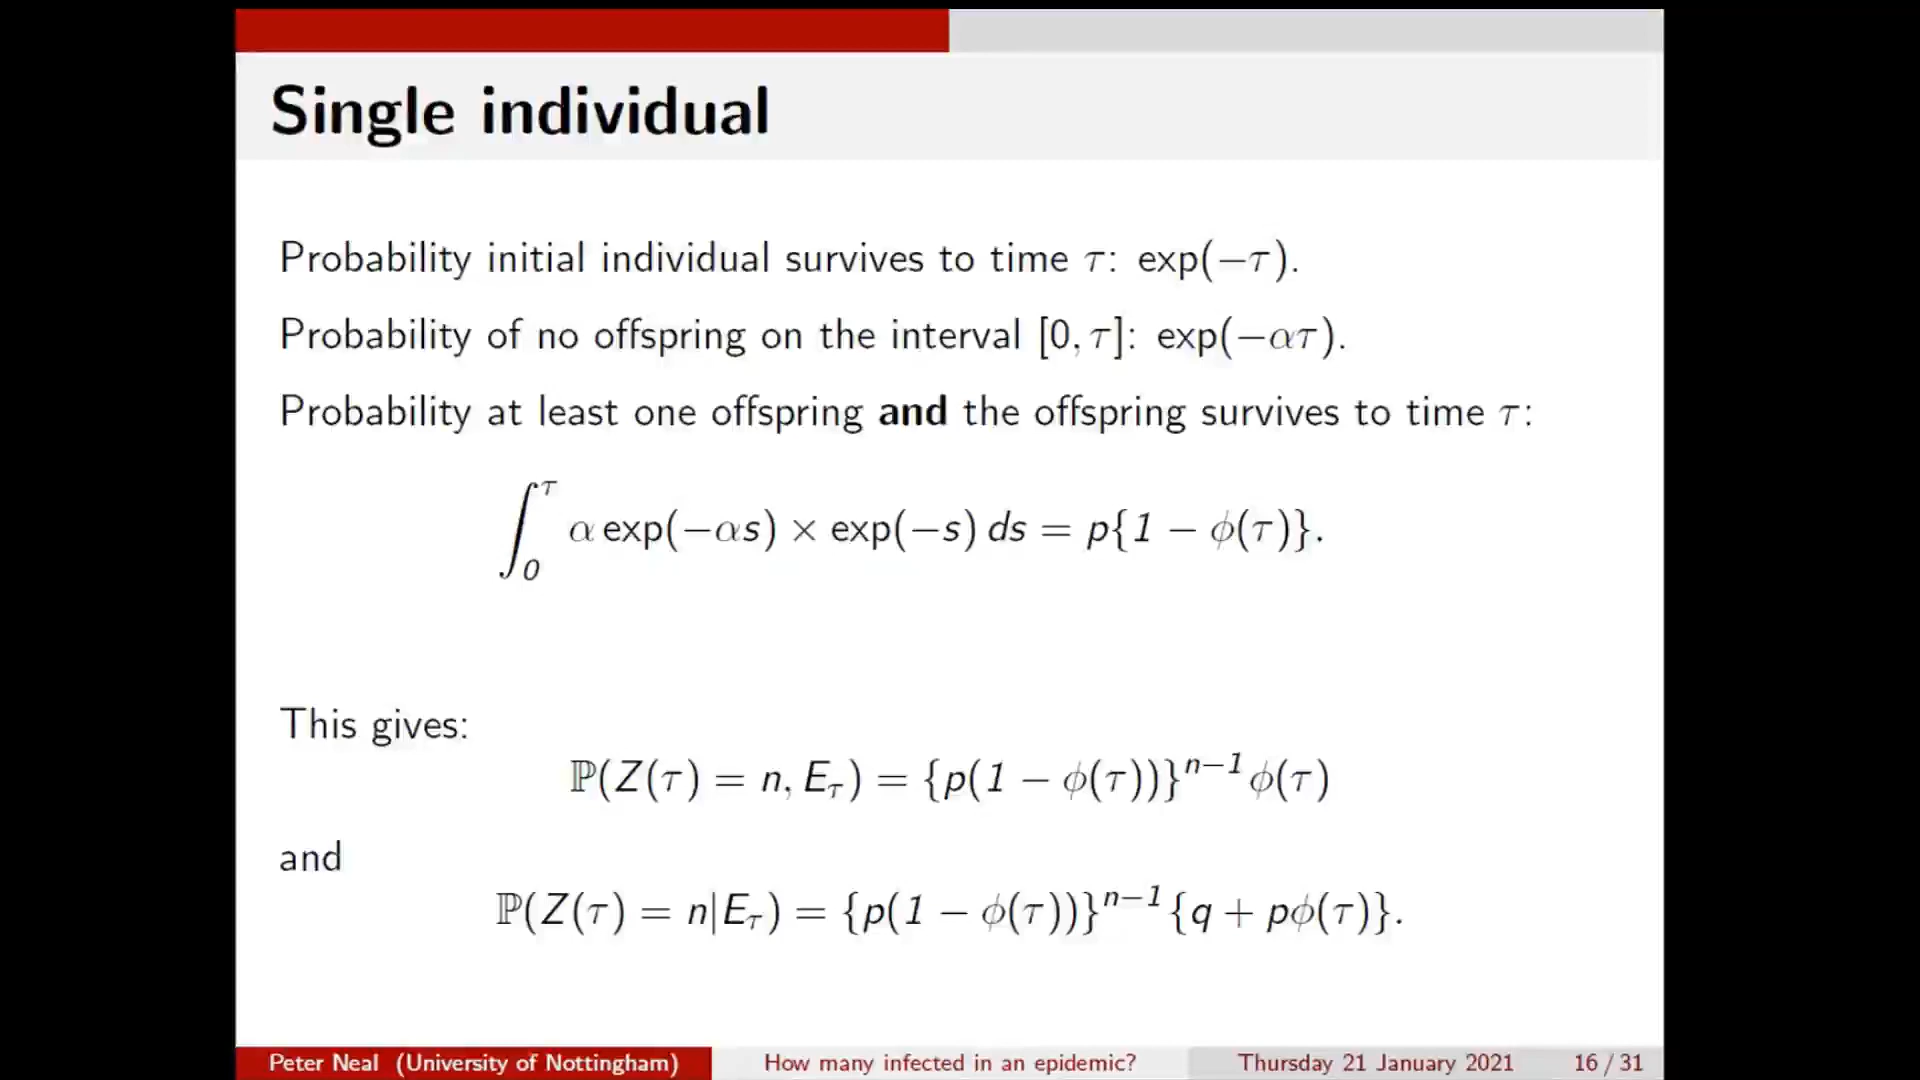 Single individual
Probability initial individual survives to time τ: exp(−τ).
Probability of no offspring on the interval [0, τ]: exp(−ατ).
Probability at least one offspring and the offspring survives to time τ:
∫₀^τ α exp(−αs) × exp(−s) ds = p{1 − ϕ(τ)}.
This gives:
ℙ(Z(τ) = n, E_τ) = {p(1 − ϕ(τ))}^{n−1} ϕ(τ)
and
ℙ(Z(τ) = n|E_τ) = {p(1 − ϕ(τ))}^{n−1} {q + pϕ(τ)}.
Peter Neal (University of Nottingham) How many infected in an epidemic? Thursday 21 January 2021 16 / 31